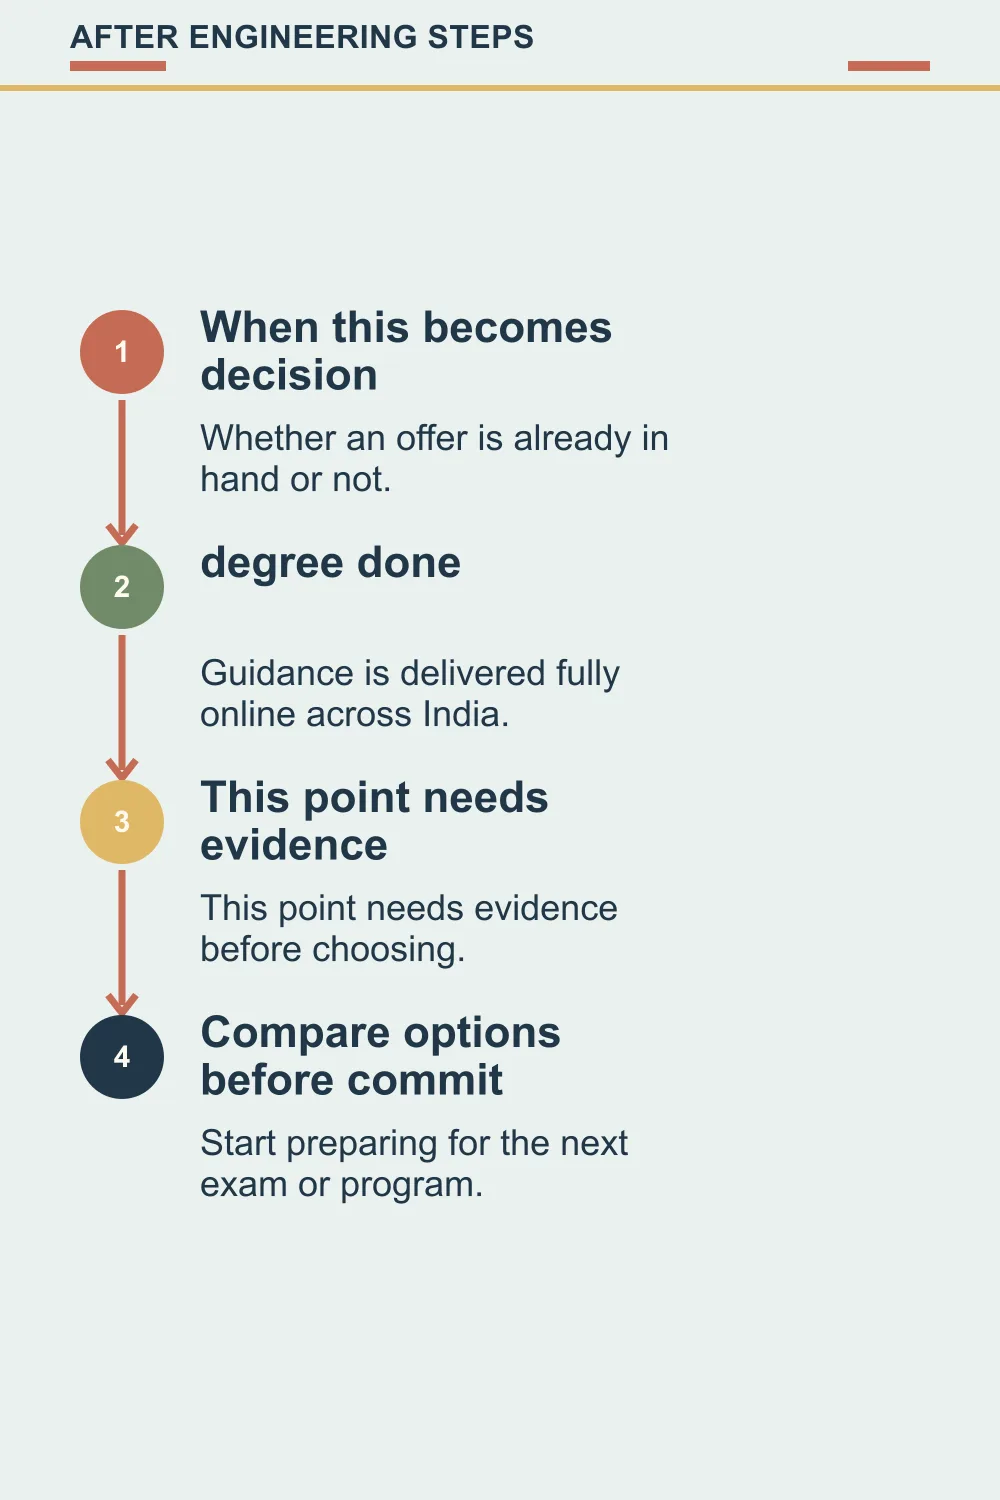 AFTER ENGINEERING STEPS
1
When this becomes
decision
Whether an offer is already in
hand or not.
2
degree done
Guidance is delivered fully
online across India.
3
This point needs
evidence
This point needs evidence
before choosing.
4
Compare options
before commit
Start preparing for the next
exam or program.